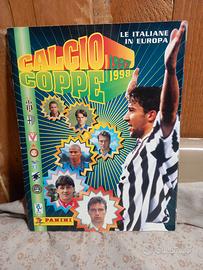 LE ITALIANE
IN EUROPA
CALCIO
COPPE
1998
PANINI